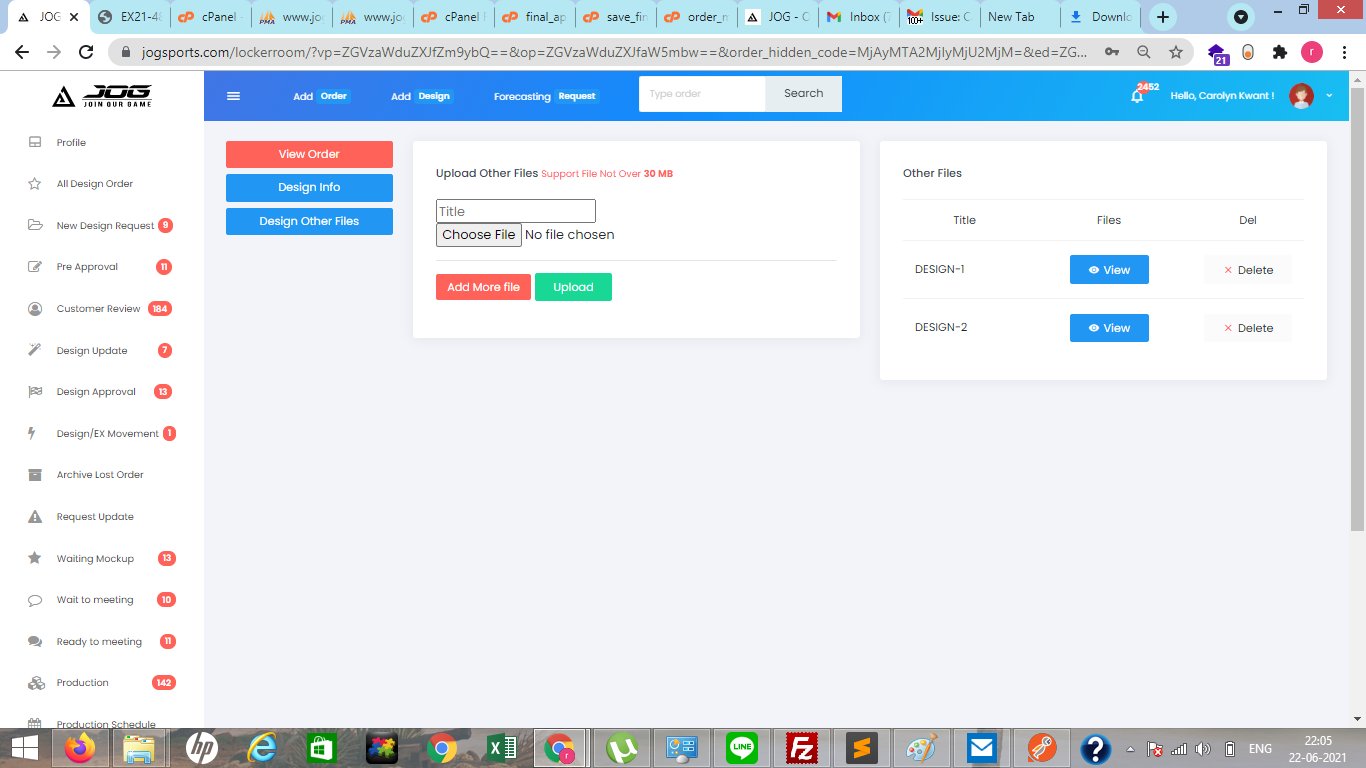 JOG
EX21-48
cPanel -
www.jo
www.jo
cPanel
final_ap
save_fir
order_m
JOG - C
Inbox (7
Issue: C
New Tab
Downlo
jogsports.com/lockerroom/?vp=ZGVzaWduZXJfZm9ybQ==&op=ZGVzaWduZXJfaW5mbw==&order_hidden_code=MjAyMTA2MjIyMjU2MjM=&ed=ZG...
21
r
JOG
JOIN OUR GAME
Add Order
Add Design
Forecasting Request
Type order
Search
2452
Hello, Carolyn Kwant !
Profile
All Design Order
New Design Request 9
Pre Approval 11
Customer Review 184
Design Update 7
Design Approval 13
Design/EX Movement 1
Archive Lost Order
Request Update
Waiting Mockup 13
Wait to meeting 10
Ready to meeting 11
Production 142
Production Schedule
View Order
Design Info
Design Other Files
Upload Other Files Support File Not Over 30 MB
Title
Choose File No file chosen
Add More file Upload
Other Files
Title Files Del
DESIGN-1 View Delete
DESIGN-2 View Delete
ENG
22:05
22-06-2021